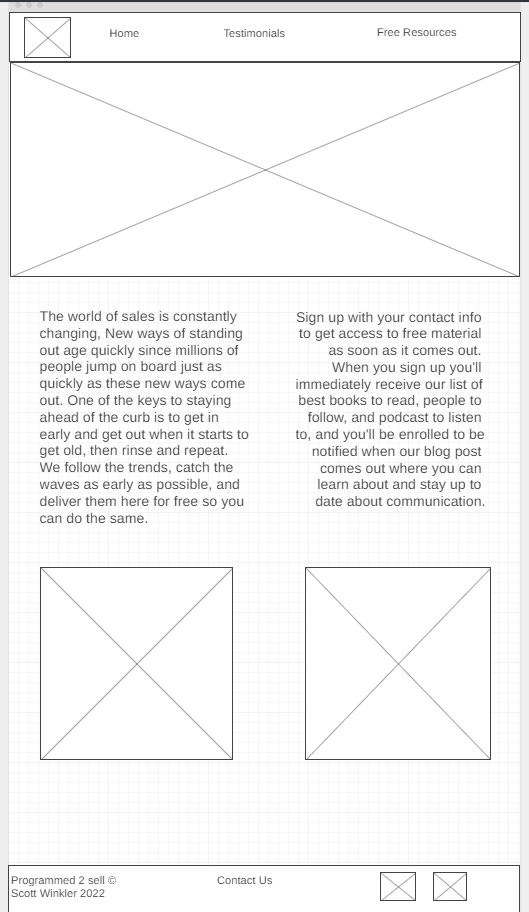 Home
Testimonials
Free Resources
The world of sales is constantly
changing, New ways of standing
out age quickly since millions of
people jump on board just as
quickly as these new ways come
out. One of the keys to staying
ahead of the curb is to get in
early and get out when it starts to
get old, then rinse and repeat.
We follow the trends, catch the
waves as early as possible, and
deliver them here for free so you
can do the same.
Sign up with your contact info
to get access to free material
as soon as it comes out.
When you sign up you'll
immediately receive our list of
best books to read, people to
follow, and podcast to listen
to, and you'll be enrolled to be
notified when our blog post
comes out where you can
learn about and stay up to
date about communication.
Programmed 2 sell ©
Scott Winkler 2022
Contact Us